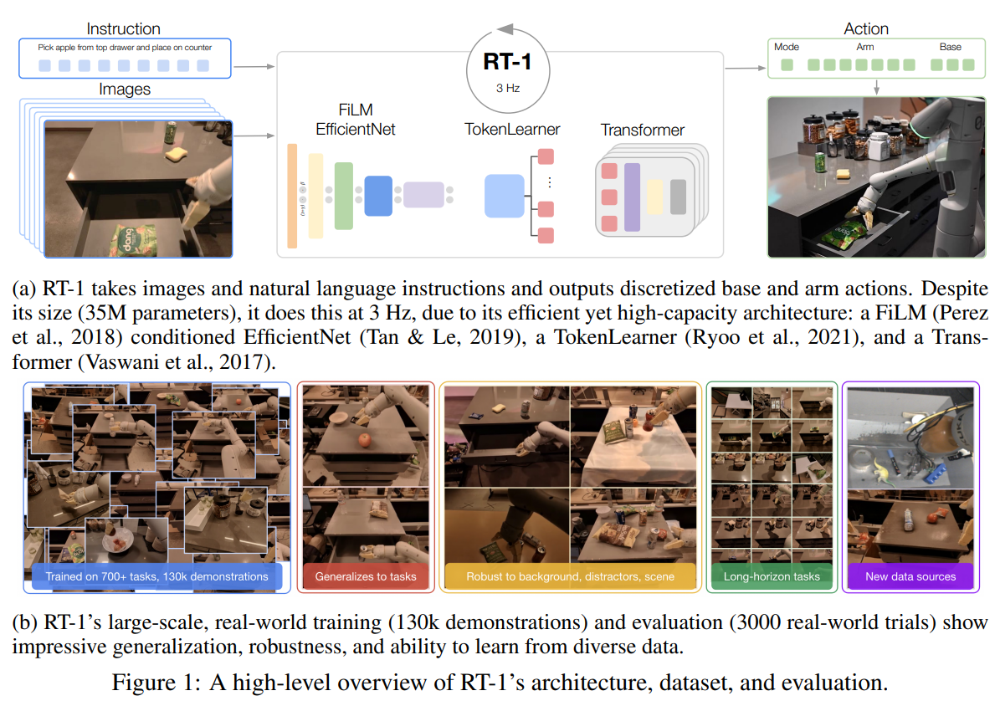 Instruction
Pick apple from top drawer and place on counter
Images
RT-1
3 Hz
FiLM
EfficientNet
TokenLearner
Transformer
Action
Mode
Arm
Base
dang
(a) RT-1 takes images and natural language instructions and outputs discretized base and arm actions. Despite
its size (35M parameters), it does this at 3 Hz, due to its efficient yet high-capacity architecture: a FiLM (Perez
et al., 2018) conditioned EfficientNet (Tan & Le, 2019), a TokenLearner (Ryoo et al., 2021), and a Trans-
former (Vaswani et al., 2017).
Trained on 700+ tasks, 130k demonstrations
Generalizes to tasks
Robust to background, distractors, scene
Long-horizon tasks
New data sources
(b) RT-1's large-scale, real-world training (130k demonstrations) and evaluation (3000 real-world trials) show
impressive generalization, robustness, and ability to learn from diverse data.
Figure 1: A high-level overview of RT-1's architecture, dataset, and evaluation.